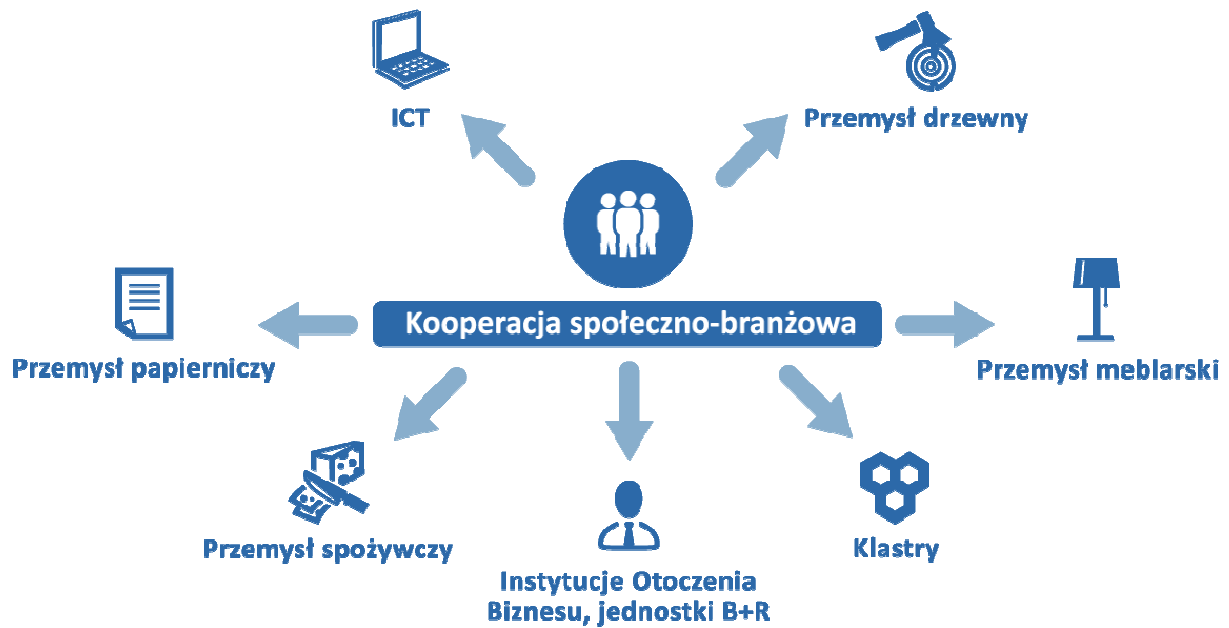 ICT
Przemysł drzewny
Kooperacja społeczno-branżowa
Przemysł papierniczy
Przemysł meblarski
Przemysł spożywczy
Instytucje Otoczenia
Biznesu, jednostki B+R
Klastry